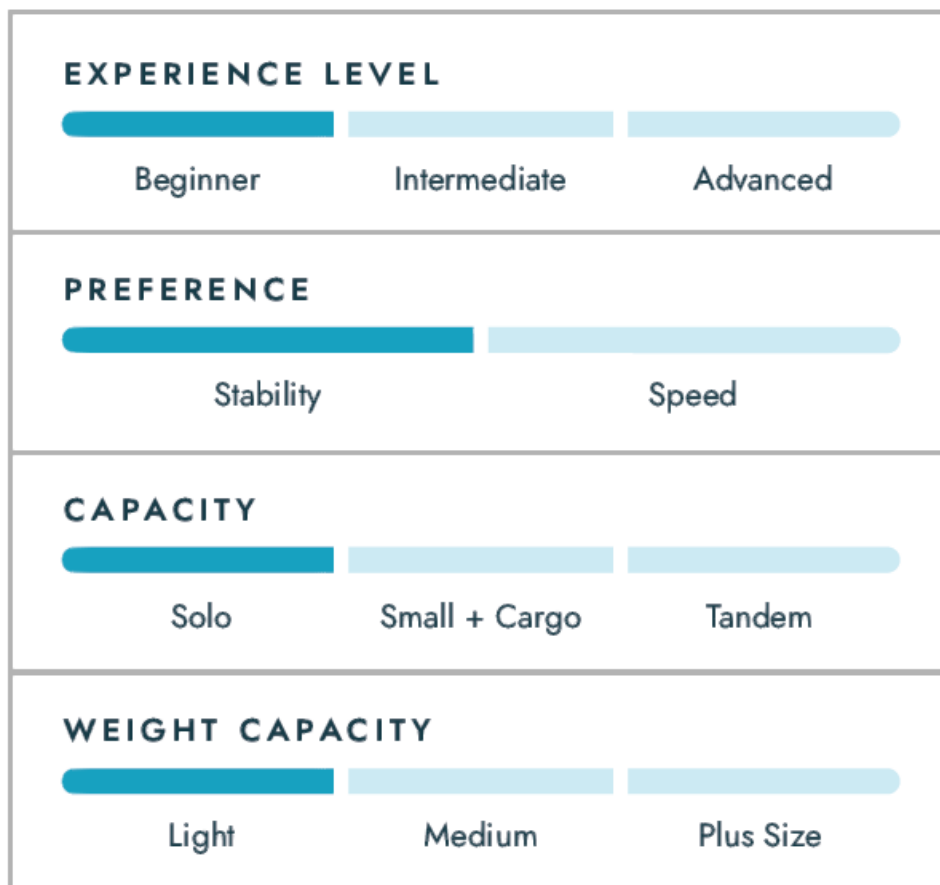 EXPERIENCE LEVEL
Beginner Intermediate Advanced
PREFERENCE
Stability Speed
CAPACITY
Solo Small + Cargo Tandem
WEIGHT CAPACITY
Light Medium Plus Size